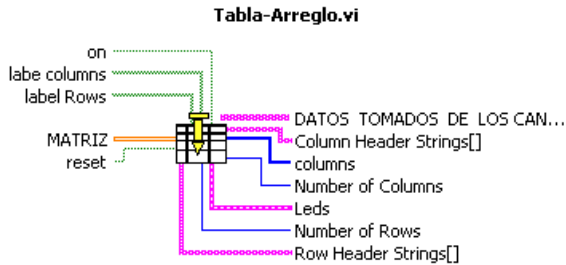 Tabla-Arreglo.vi
on
labe columns
label Rows
MATRIZ
reset
DATOS TOMADOS DE LOS CAN...
Column Header Strings[]
columns
Number of Columns
Leds
Number of Rows
Row Header Strings[]